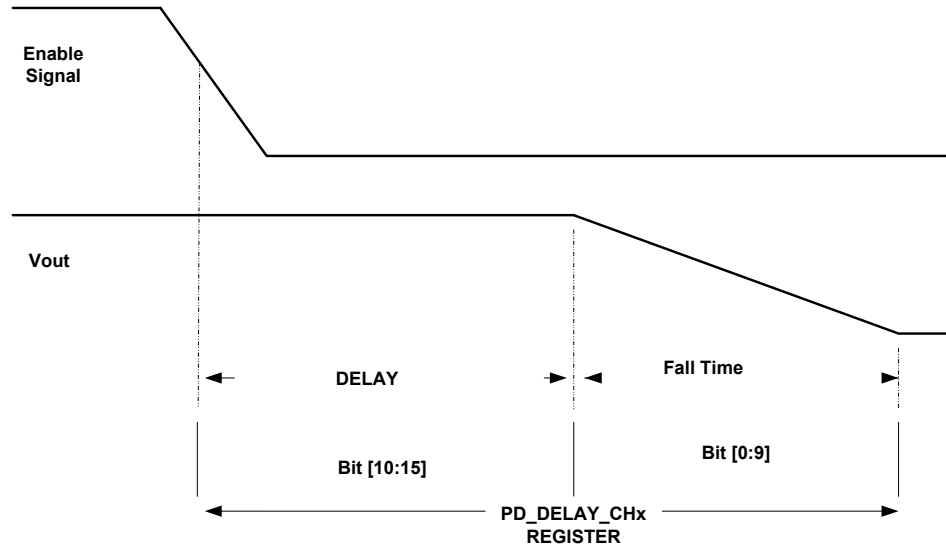 Enable
Signal
Vout
DELAY
Fall Time
Bit [10:15]
Bit [0:9]
PD_DELAY_CHx
REGISTER